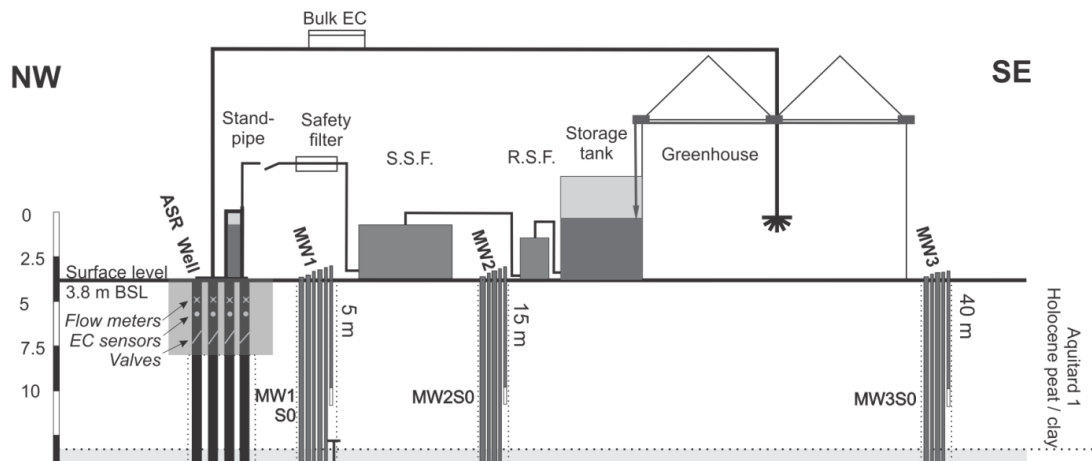 Bulk EC
NW
SE
Stand-
pipe
Safety
filter
S.S.F.
R.S.F.
Storage
tank
Greenhouse
ASR Well
MW1
MW2
MW3
0
2.5
5
7.5
10
Surface level
3.8 m BSL
Flow meters
EC sensors
Valves
5 m
15 m
40 m
MW1
S0
MW2S0
MW3S0
Aquitard 1
Holocene peat / clay